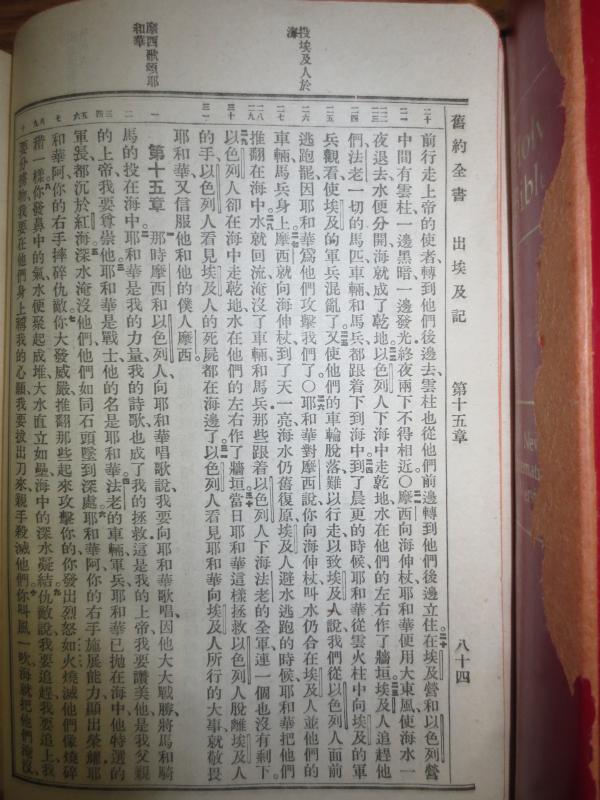 投埃及人於海
摩西歌頌耶和華
舊約全書 出埃及記 第十五章 八十四
前行走上帝的使者、轉到他們後邊去、雲柱也從他們前邊轉到他們後邊立住、在埃及營和以色列營
中間有雲柱、一邊黑暗、一邊發光、終夜兩下不得相近。○摩西向海伸杖、耶和華便用大東風使海水一
夜退去、水便分開、海就成了乾地。以色列人下海中走乾地、水在他們的左右作了牆垣。埃及人追趕他
們、法老一切的馬匹車輛和馬兵、都跟着下到海中。到了晨更的時候、耶和華從雲火柱中向埃及的軍
兵觀看、使埃及的軍兵混亂了。又使他們的車輪脫落、難以行走、以致埃及人說、我們從以色列人面前
逃跑罷、因耶和華爲他們攻擊我們了。○耶和華對摩西說、你向海伸杖、叫水仍合在埃及人並他們的
車輛馬兵身上。摩西就向海伸杖、到了天一亮、海水仍舊復原、埃及人避水逃跑的時候、耶和華把他們
推翻在海中。水就回流、淹沒了車輛和馬兵、那些跟着以色列人下海法老的全軍、連一個也沒有剩下。
以色列人卻在海中走乾地、水在他們的左右作了牆垣。當日耶和華這樣拯救以色列人脫離埃及人
的手、以色列人看見埃及人的死屍都在海邊了。以色列人看見耶和華向埃及人所行的大事、就敬畏
耶和華、又信服他和他的僕人摩西。
第十五章 那時摩西和以色列人向耶和華唱歌說、我要向耶和華歌唱、因他大大戰勝、將馬和騎
馬的投在海中。耶和華是我的力量、我的詩歌、也成了我的拯救、這是我的上帝、我要讚美他、是我父親
的上帝、我要尊崇他。耶和華是戰士、他的名是耶和華。法老的車輛軍兵、耶和華已拋在海中、他特選的
軍長、都沉於紅海。深水淹沒他們、他們如同石頭墜到深處。耶和華阿、你的右手施展能力、顯出榮耀、耶
和華阿、你的右手摔碎仇敵。你大發威嚴、推翻那些起來攻擊你的、你發出烈怒如火、燒滅他們像燒碎
稭一樣。你發鼻中的氣、水便聚起成堆、大水直立如壘、海中的深水凝結。仇敵說、我要追趕、我要追上、我
要分擄物、我要在他們身上稱我的心願、我要拔出刀來、親手殺滅他們。你叫風一吹、海就把他們淹沒、